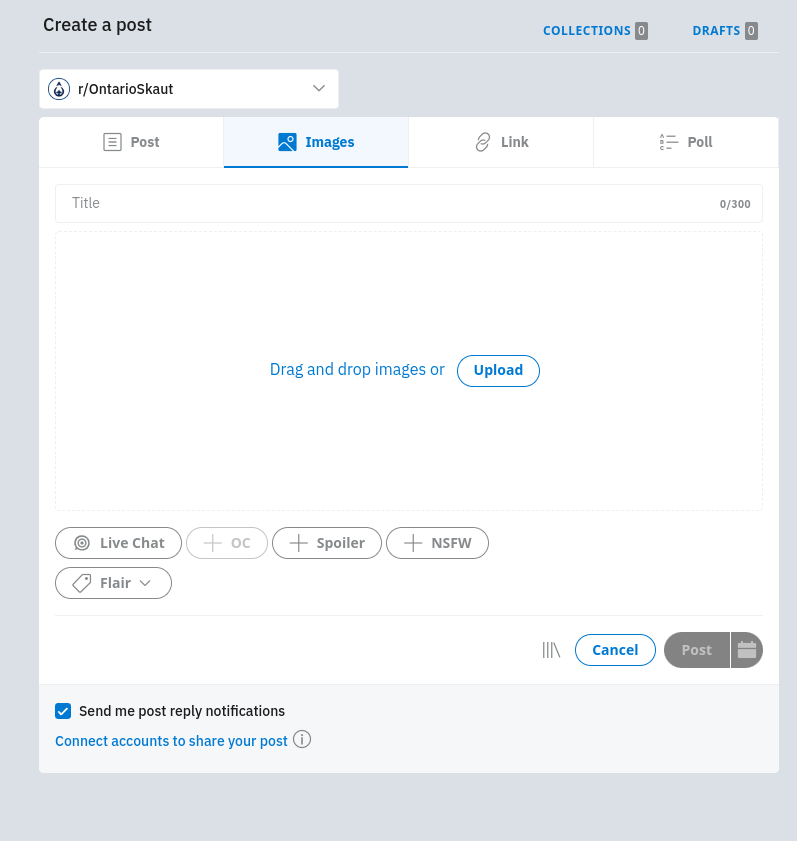 Create a post
COLLECTIONS 0
DRAFTS 0
r/OntarioSkaut
Post
Images
Link
Poll
Title
0/300
Drag and drop images or Upload
Live Chat
OC
Spoiler
NSFW
Flair
Cancel
Post
Send me post reply notifications
Connect accounts to share your post